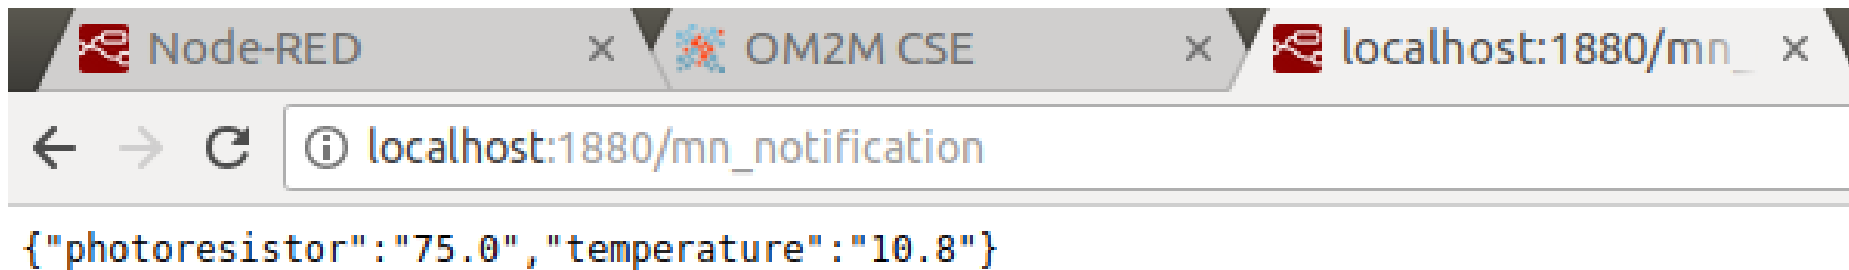 Node-RED OM2M CSE localhost:1880/mn_
localhost:1880/mn_notification
{"photoresistor":"75.0","temperature":"10.8"}